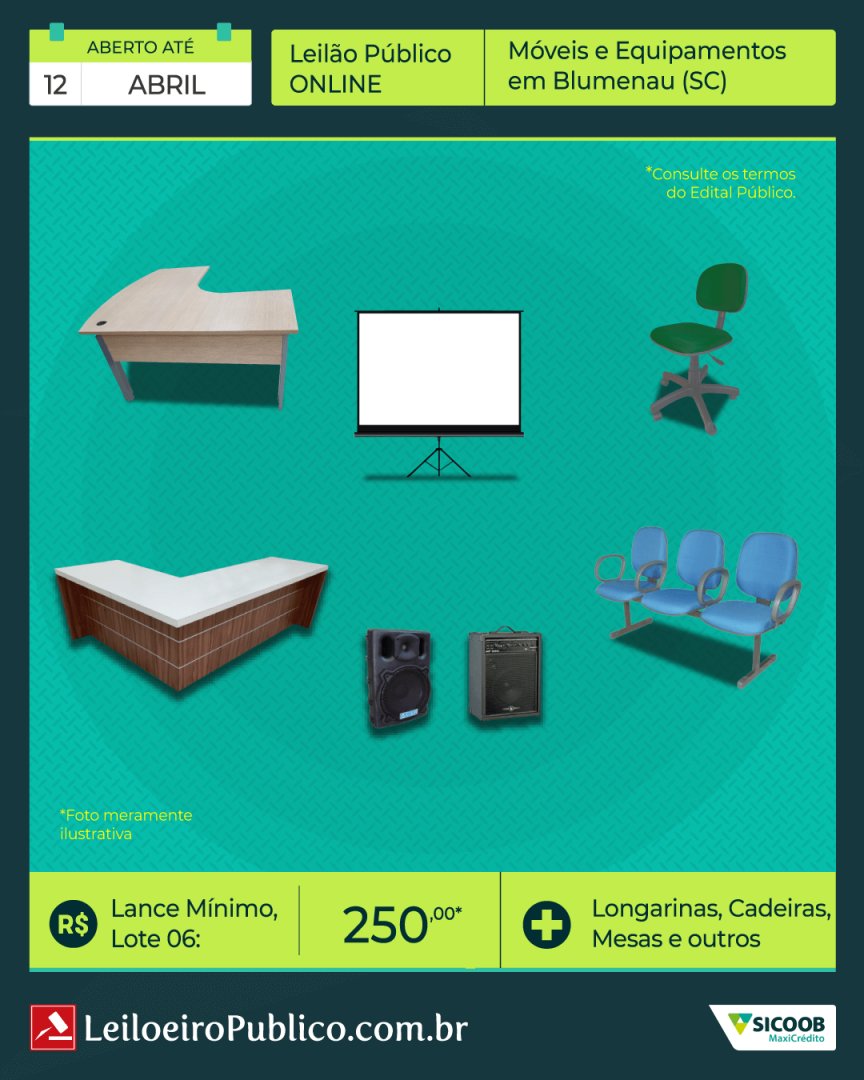 ABERTO ATÉ
12 ABRIL
Leilão Público
ONLINE
Móveis e Equipamentos
em Blumenau (SC)
*Consulte os termos
do Edital Público.
*Foto meramente
ilustrativa
R$
Lance Mínimo,
Lote 06:
250,00*
Longarinas, Cadeiras,
Mesas e outros
LeiloeiroPublico.com.br
SICOOB
MaxiCrédito